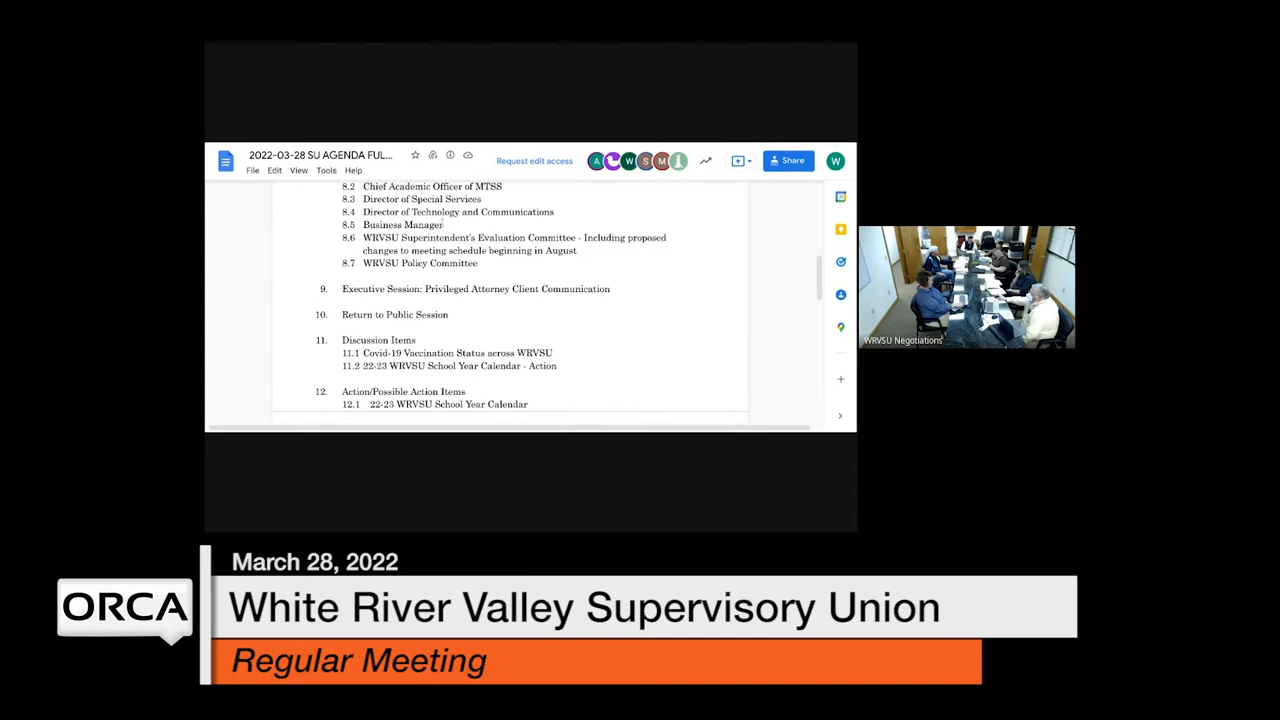 2022-03-28 SU AGENDA FUL...
File Edit View Tools Help
Request edit access
A W S M
Share
W
8.2 Chief Academic Officer of MTSS
8.3 Director of Special Services
8.4 Director of Technology and Communications
8.5 Business Manager
8.6 WRVSU Superintendent's Evaluation Committee - Including proposed
changes to meeting schedule beginning in August
8.7 WRVSU Policy Committee
9. Executive Session: Privileged Attorney Client Communication
10. Return to Public Session
11. Discussion Items
11.1 Covid-19 Vaccination Status across WRVSU
11.2 22-23 WRVSU School Year Calendar - Action
12. Action/Possible Action Items
12.1 22-23 WRVSU School Year Calendar
WRVSU Negotiations
March 28, 2022
ORCA
White River Valley Supervisory Union
Regular Meeting